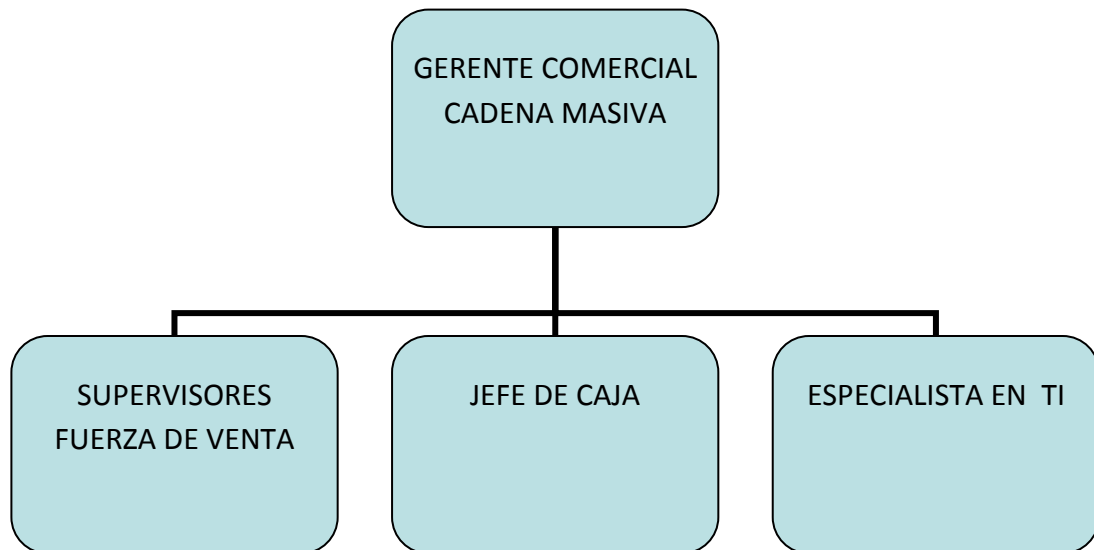 GERENTE COMERCIAL
CADENA MASIVA
SUPERVISORES
FUERZA DE VENTA
JEFE DE CAJA
ESPECIALISTA EN  TI